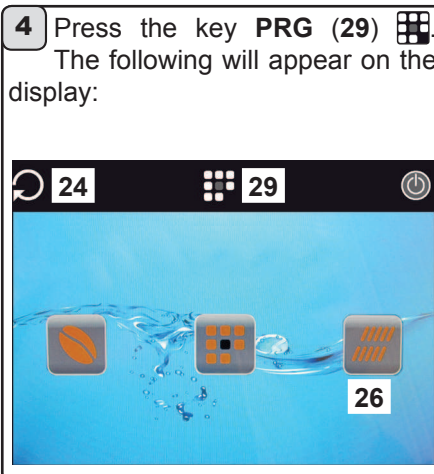 4 Press the key PRG (29) .
The following will appear on the
display:
24 29
26